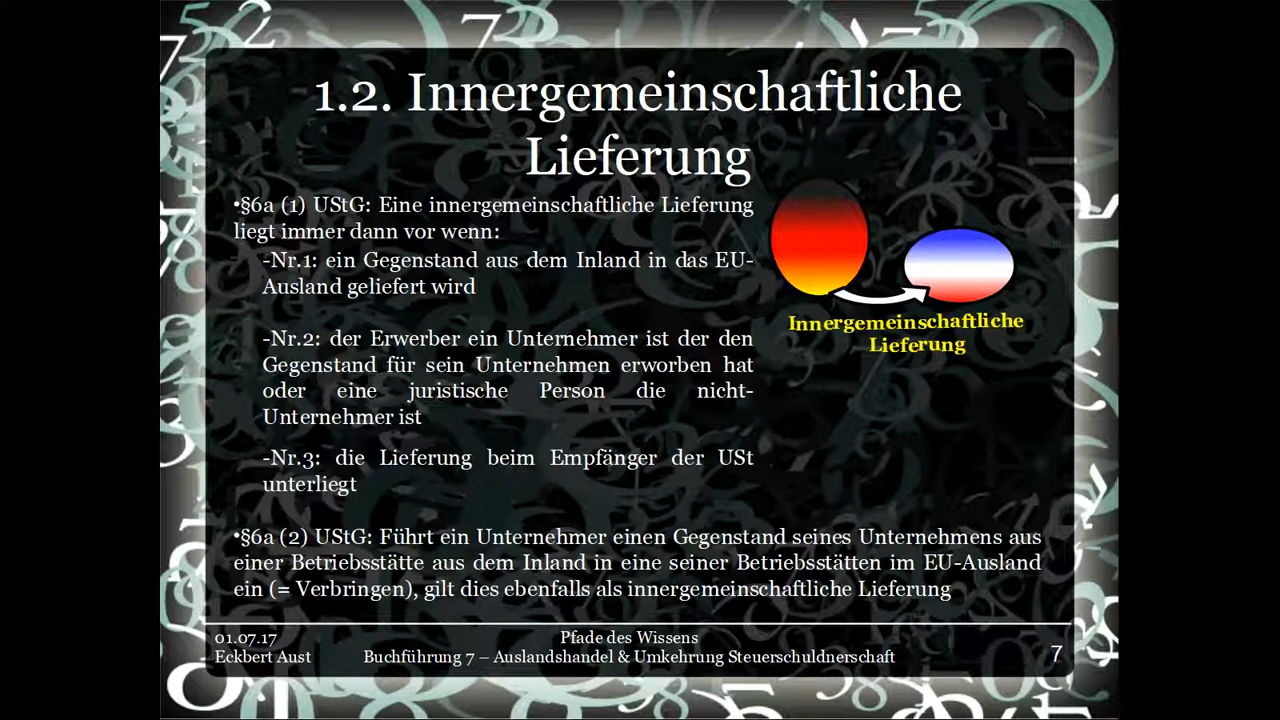 1.2. Innergemeinschaftliche
Lieferung
•§6a (1) UStG: Eine innergemeinschaftliche Lieferung
liegt immer dann vor wenn:
-Nr.1: ein Gegenstand aus dem Inland in das EU-
Ausland geliefert wird
-Nr.2: der Erwerber ein Unternehmer ist der den
Gegenstand für sein Unternehmen erworben hat
oder eine juristische Person die nicht-
Unternehmer ist
-Nr.3: die Lieferung beim Empfänger der USt
unterliegt
Innergemeinschaftliche
Lieferung
•§6a (2) UStG: Führt ein Unternehmer einen Gegenstand seines Unternehmens aus
einer Betriebsstätte aus dem Inland in eine seiner Betriebsstätten im EU-Ausland
ein (= Verbringen), gilt dies ebenfalls als innergemeinschaftliche Lieferung
01.07.17
Eckbert Aust
Pfade des Wissens
Buchführung 7 – Auslandshandel & Umkehrung Steuerschuldnerschaft
7